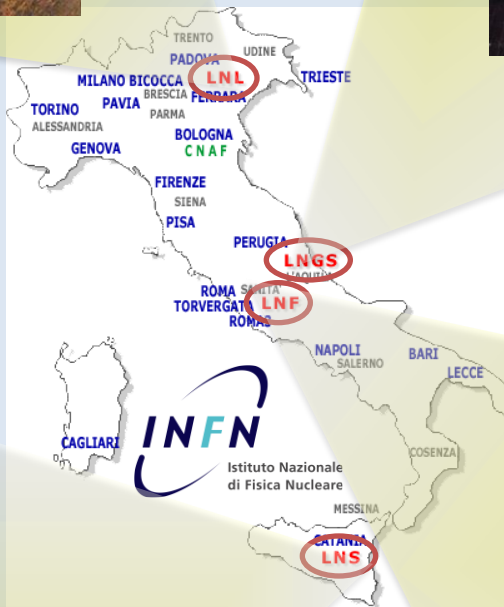 TRENTO
UDINE
PADOVA
LNL
TRIESTE
MILANO BICOCCA
BRESCIA
FERRARA
PAVIA
TORINO
PARMA
ALESSANDRIA
BOLOGNA
GENOVA
CNAF
FIRENZE
SIENA
PISA
PERUGIA
LNGS
L'AQUILA
ROMA
SANITA'
TORVERGATA
LNF
ROMA3
NAPOLI
BARI
SALERNO
LECCE
CAGLIARI
INFN
COSENZA
Istituto Nazionale
di Fisica Nucleare
MESSINA
CATANIA
LNS